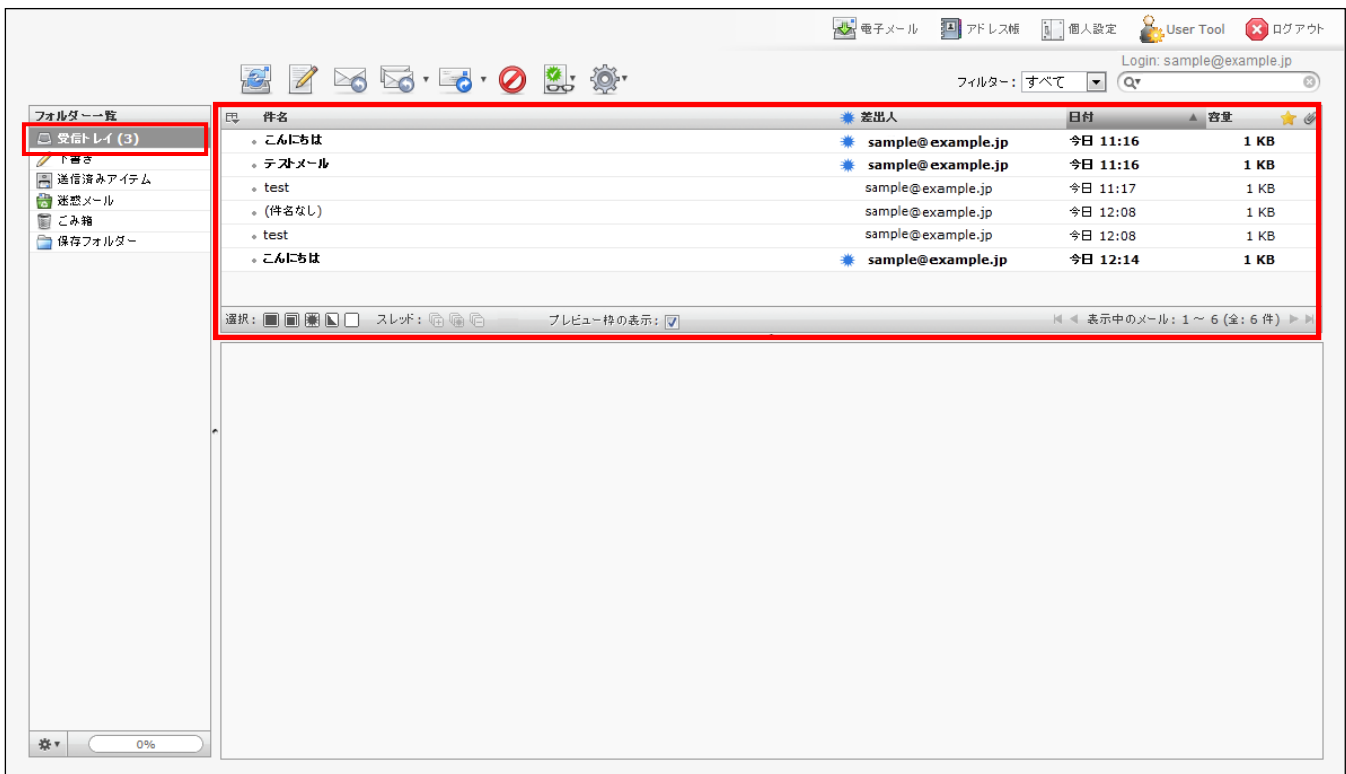 電子メール アドレス帳 個人設定 User Tool ログアウト
Login: sample@example.jp
フィルター: すべて
フォルダー一覧
受信トレイ (3)
下書き
送信済みアイテム
迷惑メール
ごみ箱
保存フォルダー
件名 差出人 日付 容量
こんにちは sample@example.jp 今日 11:16 1 KB
テストメール sample@example.jp 今日 11:16 1 KB
test sample@example.jp 今日 11:17 1 KB
(件名なし) sample@example.jp 今日 12:08 1 KB
test sample@example.jp 今日 12:08 1 KB
こんにちは sample@example.jp 今日 12:14 1 KB
選択: スレッド: プレビュー枠の表示: 表示中のメール: 1 ～ 6 (全: 6 件)
0%